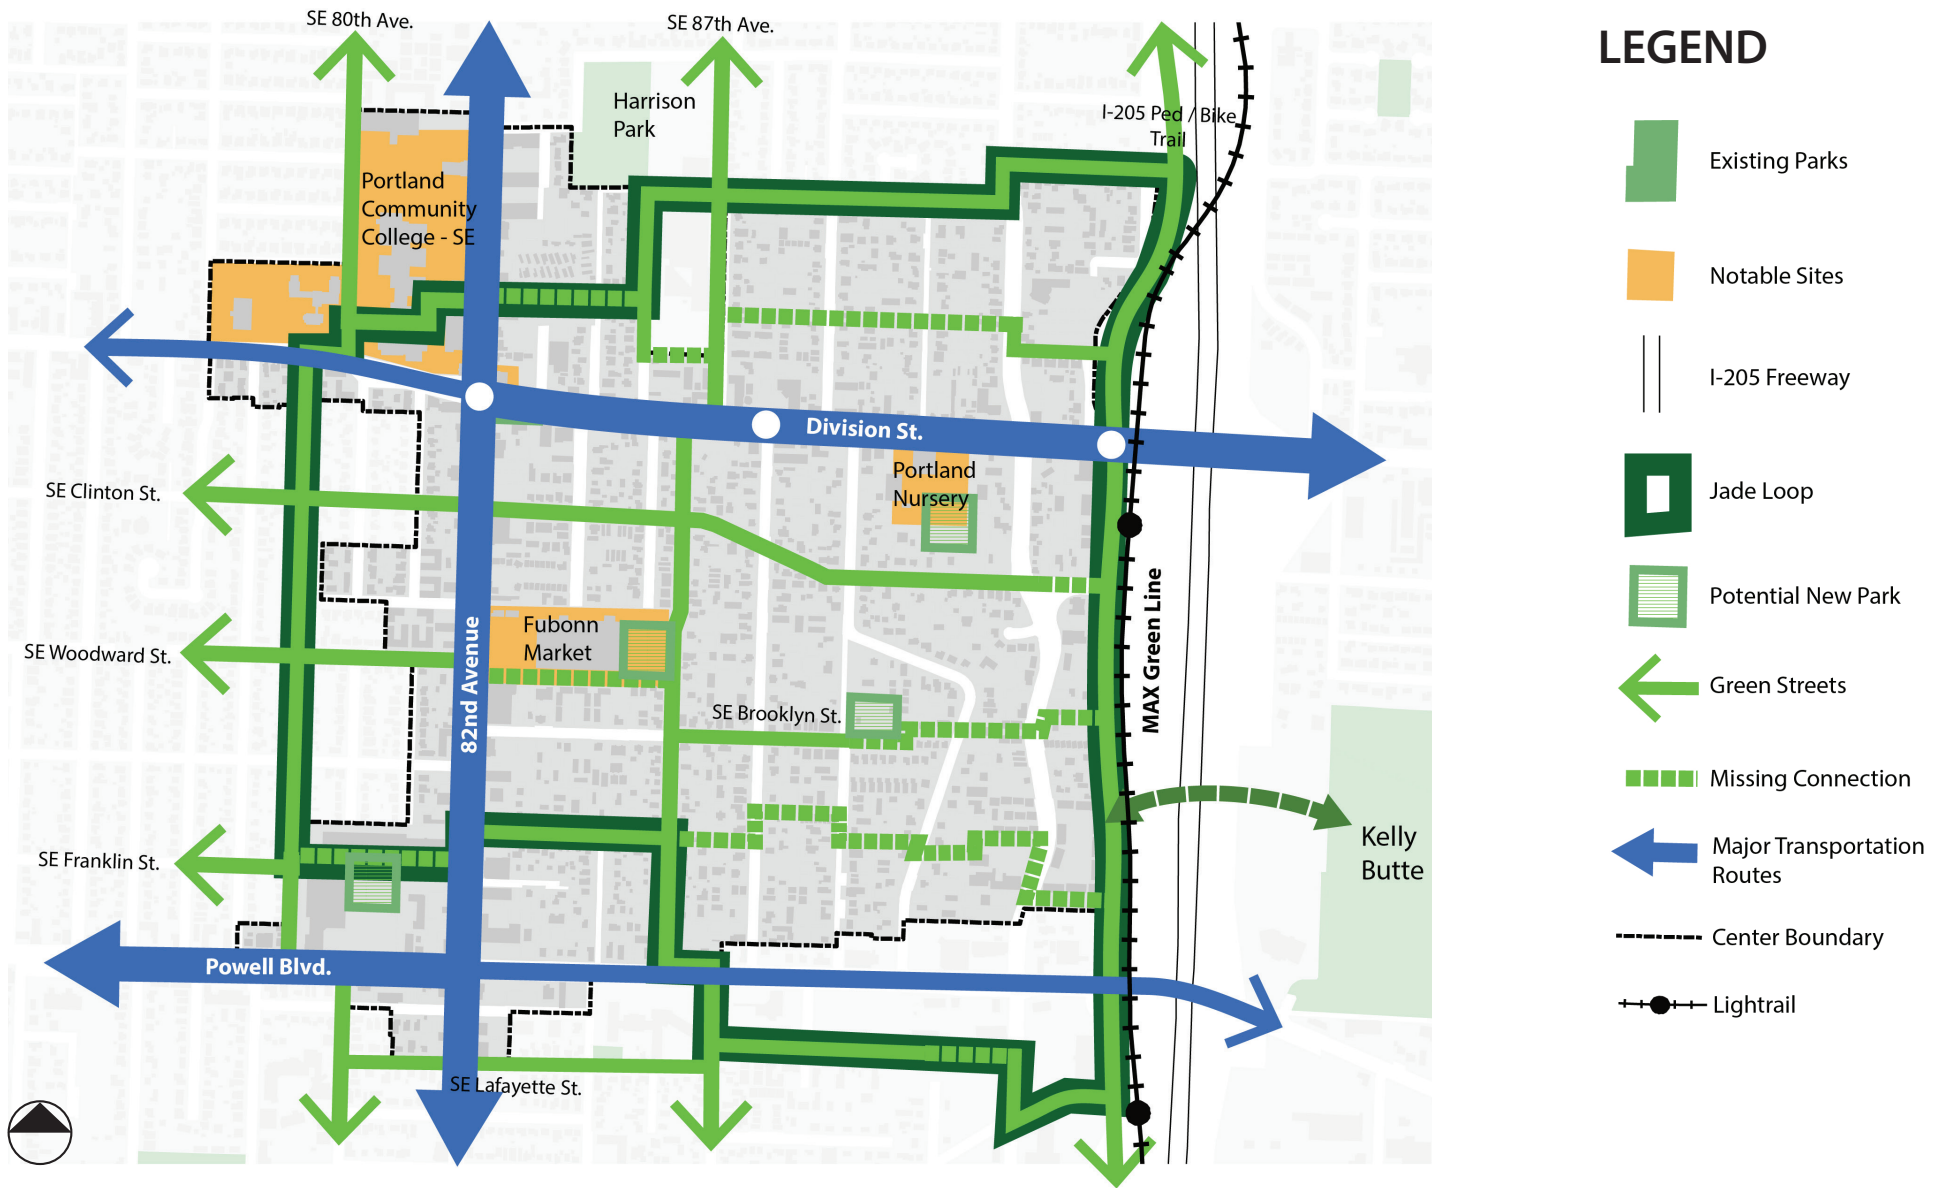 SE 80th Ave.
SE 87th Ave.
Harrison
Park
I-205 Ped / Bike
Trail
Portland
Community
College - SE
Division St.
Portland
Nursery
SE Clinton St.
Fubonn
Market
SE Woodward St.
82nd Avenue
MAX Green Line
SE Brooklyn St.
Kelly
Butte
SE Franklin St.
Powell Blvd.
SE Lafayette St.
LEGEND
Existing Parks
Notable Sites
I-205 Freeway
Jade Loop
Potential New Park
Green Streets
Missing Connection
Major Transportation
Routes
Center Boundary
Lightrail